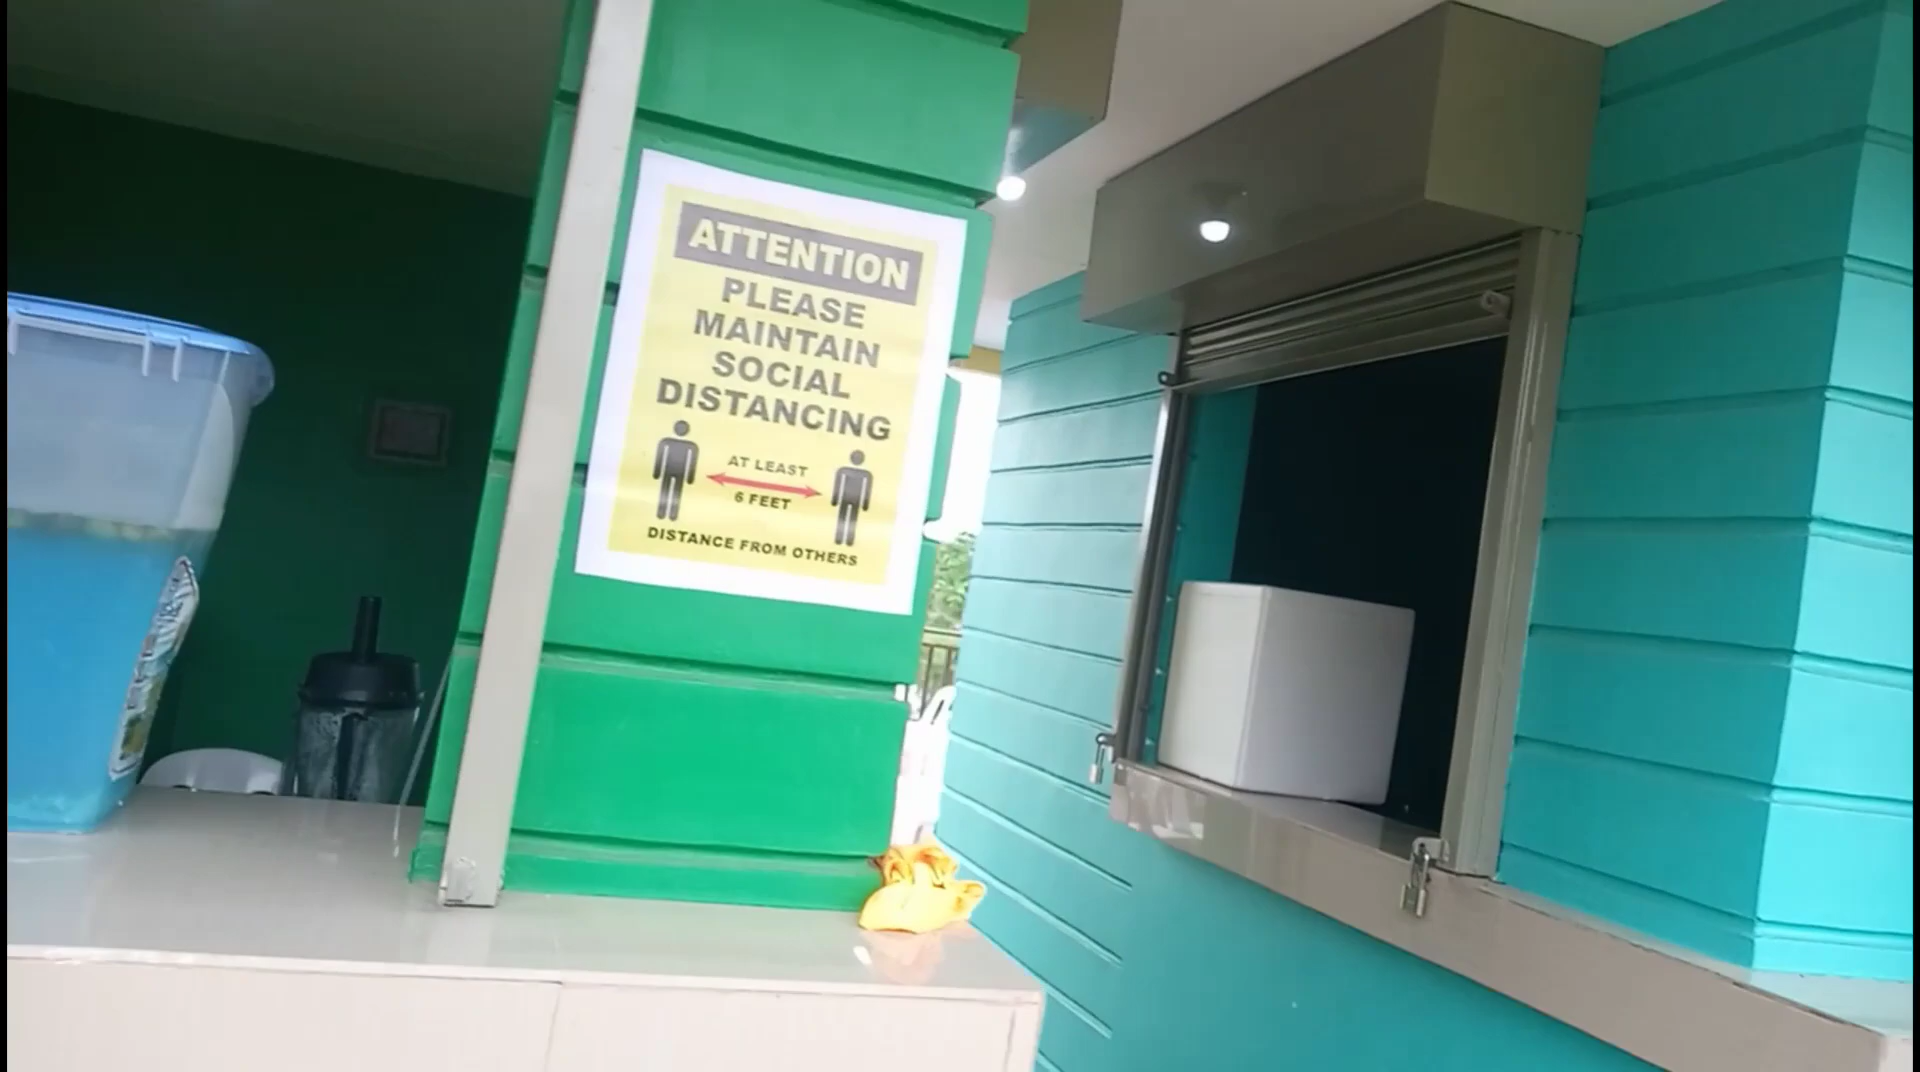 ATTENTION
PLEASE
MAINTAIN
SOCIAL
DISTANCING
AT LEAST
6 FEET
DISTANCE FROM OTHERS